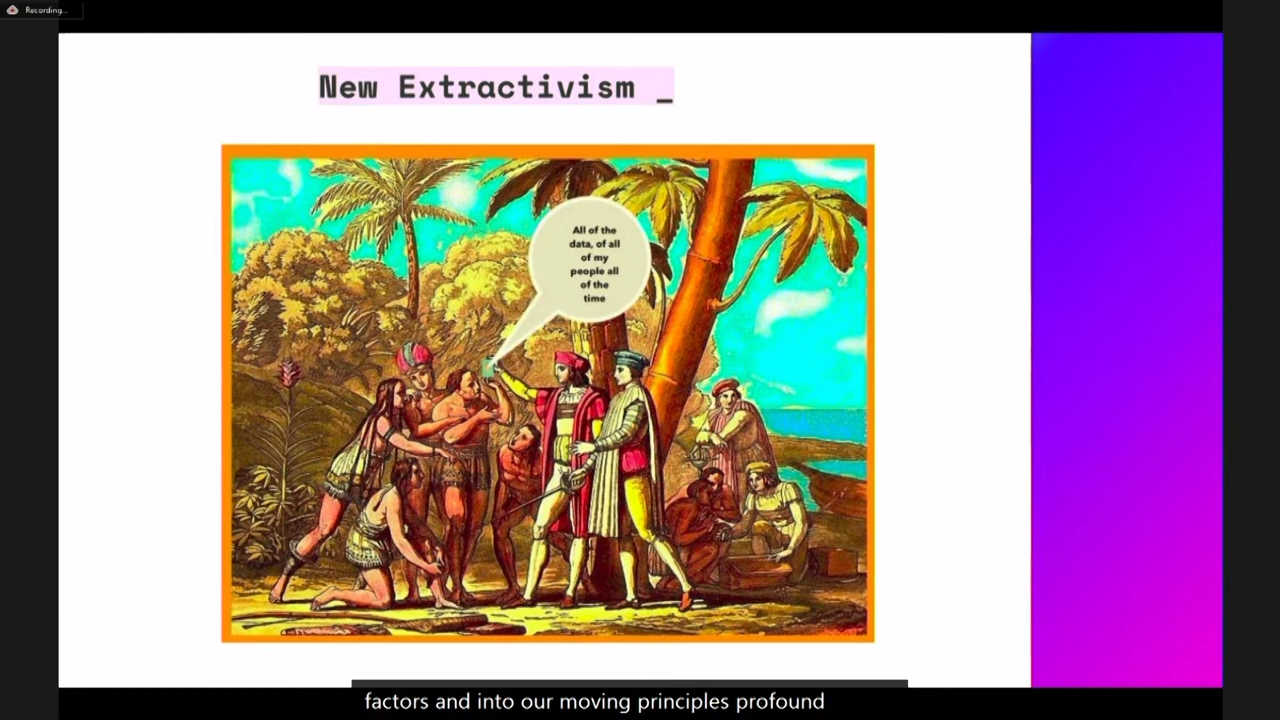 Recording...
New Extractivism _
All of the
data, of all
of my
people all
of the
time
factors and into our moving principles profound